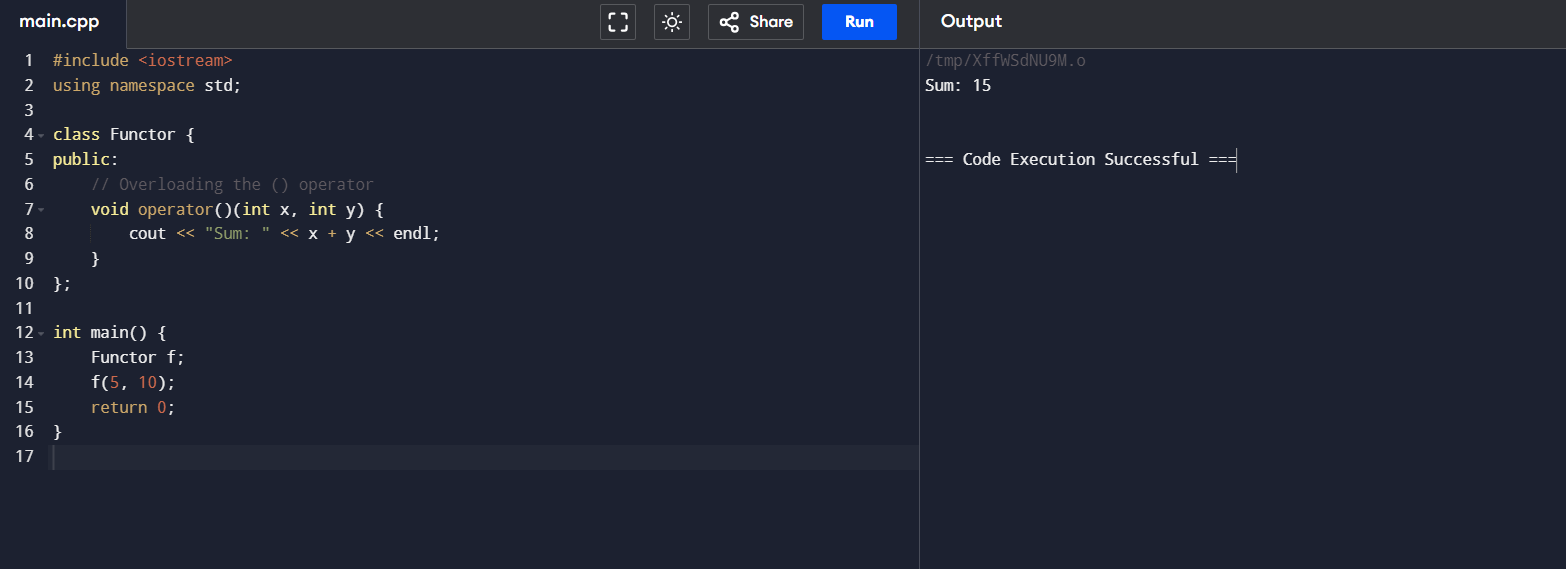 main.cpp
Share
Run
Output
1 #include <iostream>
2 using namespace std;
3
4 class Functor {
5 public:
6     // Overloading the () operator
7     void operator()(int x, int y) {
8         cout << "Sum: " << x + y << endl;
9     }
10 };
11
12 int main() {
13     Functor f;
14     f(5, 10);
15     return 0;
16 }
17
/tmp/XffWSdNU9M.o
Sum: 15
=== Code Execution Successful ===